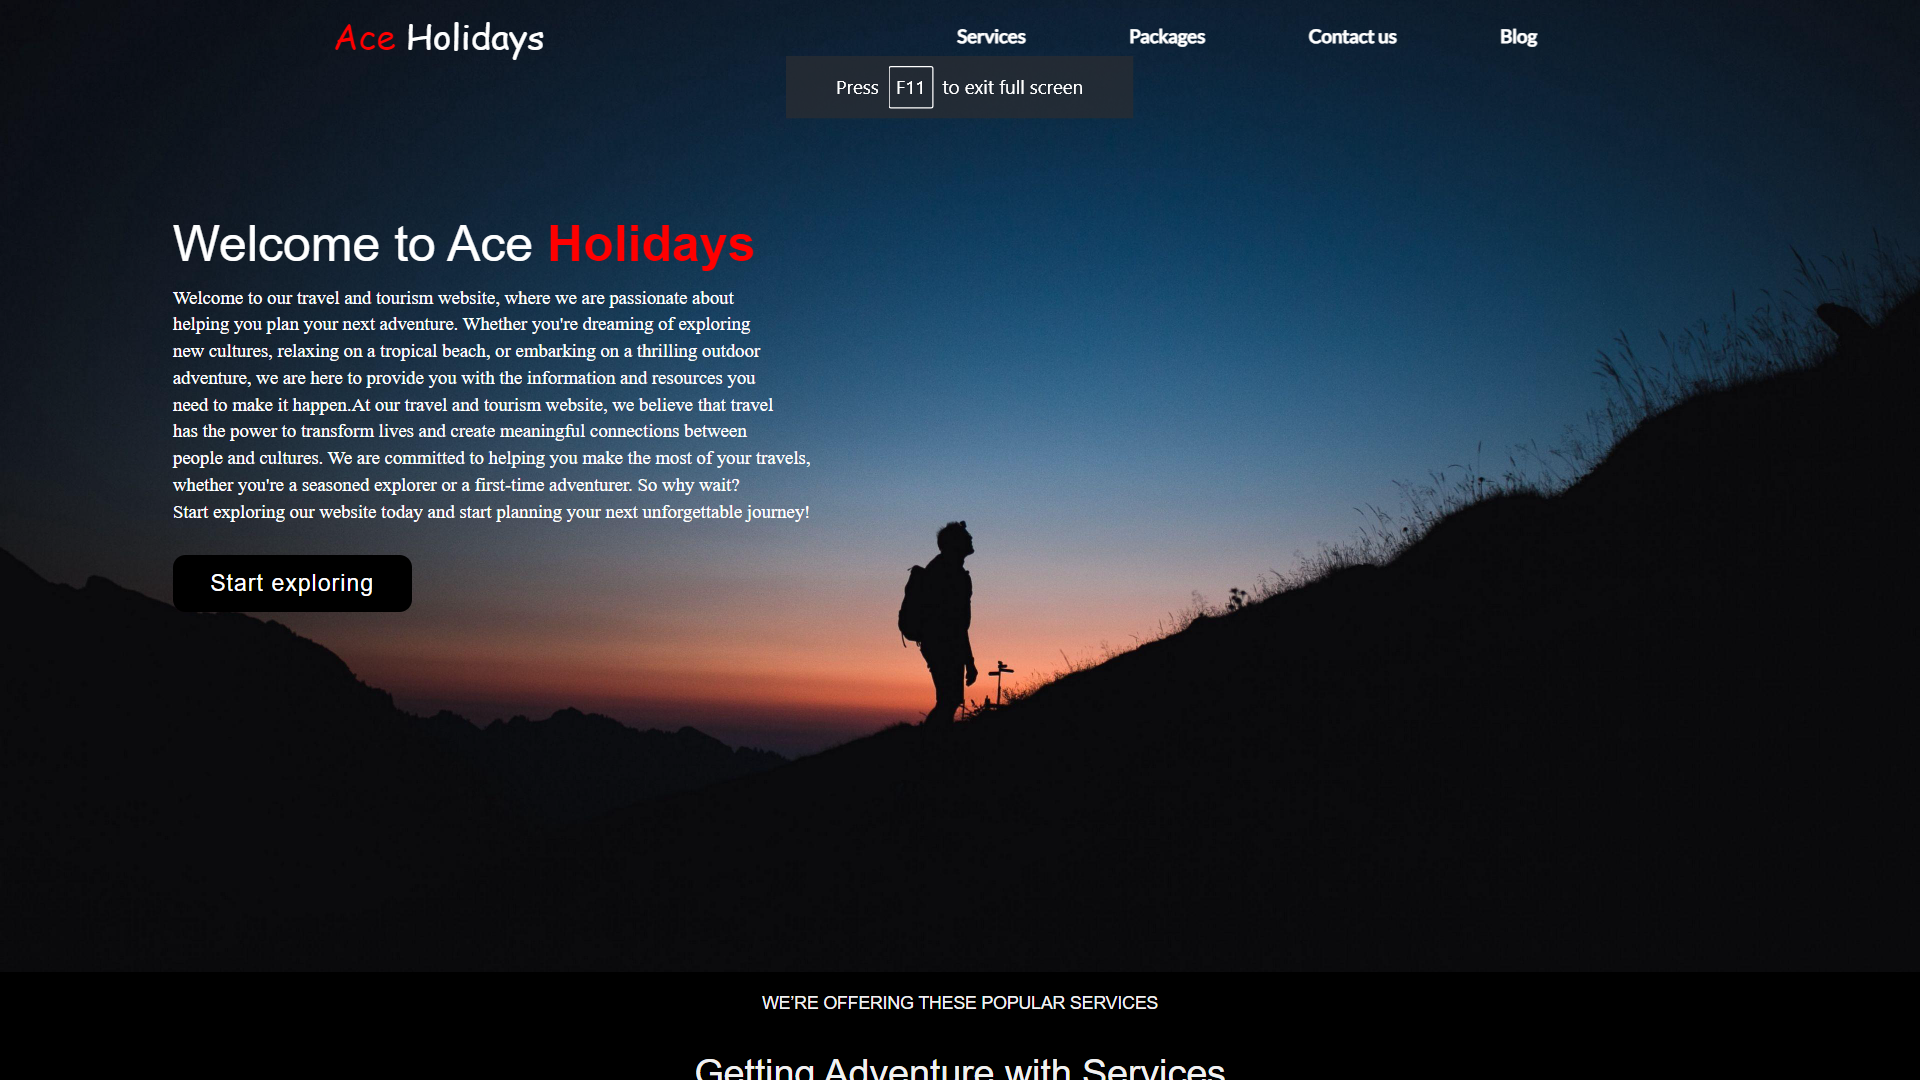 Ace Holidays
Services
Packages
Contact us
Blog
Press F11 to exit full screen
Welcome to Ace Holidays
Welcome to our travel and tourism website, where we are passionate about
helping you plan your next adventure. Whether you're dreaming of exploring
new cultures, relaxing on a tropical beach, or embarking on a thrilling outdoor
adventure, we are here to provide you with the information and resources you
need to make it happen.At our travel and tourism website, we believe that travel
has the power to transform lives and create meaningful connections between
people and cultures. We are committed to helping you make the most of your travels,
whether you're a seasoned explorer or a first-time adventurer. So why wait?
Start exploring our website today and start planning your next unforgettable journey!
Start exploring
WE’RE OFFERING THESE POPULAR SERVICES
Getting Adventure with Services